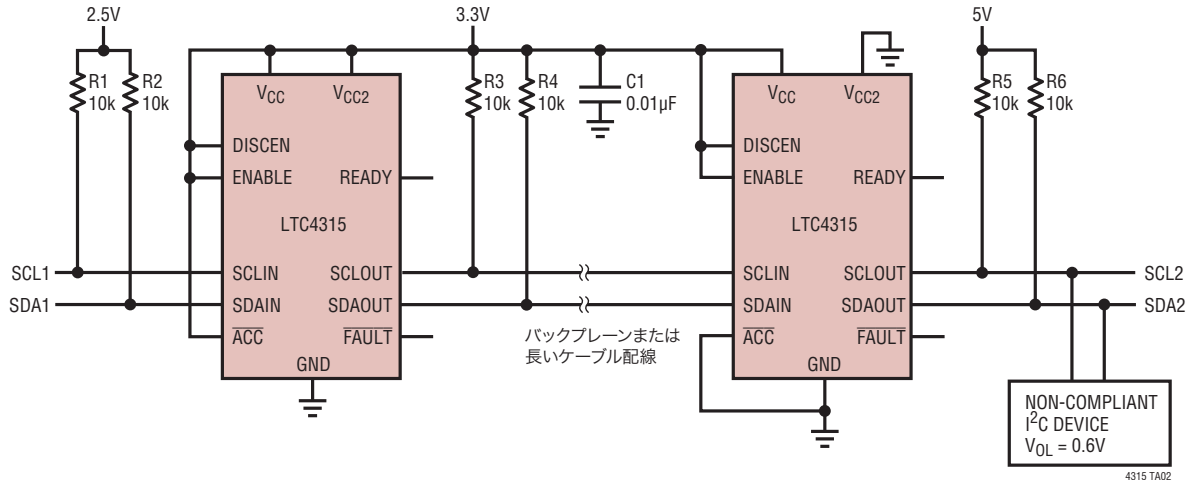 2.5V
3.3V
5V
R1
10k
R2
10k
R3
10k
R4
10k
C1
0.01µF
R5
10k
R6
10k
VCC
VCC2
DISCEN
ENABLE
READY
LTC4315
SCLIN
SCLOUT
SDAIN
SDAOUT
ACC
FAULT
GND
SCL1
SDA1
バックプレーンまたは
長いケーブル配線
VCC
VCC2
DISCEN
ENABLE
READY
LTC4315
SCLIN
SCLOUT
SDAIN
SDAOUT
ACC
FAULT
GND
SCL2
SDA2
NON-COMPLIANT
I2C DEVICE
VOL = 0.6V
4315 TA02